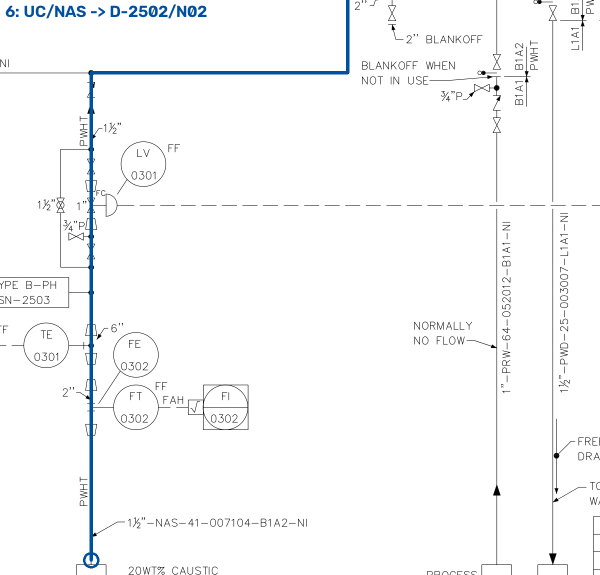 6: UC/NAS -> D-2502/N02
2"
2" BLANKOFF
B1
L1A1
NI
BLANKOFF WHEN
NOT IN USE
B1A2
PWHT
B1A1
¾"P
PWHT
1½"
LV
0301
FF
FC
1½"
1"
¾"P
YPE B-PH
SN-2503
FF
TE
0301
6"
FE
0302
2"
FT
0302
FF
FAH
√
FI
0302
NORMALLY
NO FLOW
1"-PRW-64-052012-B1A1-NI
1½"-PWD-25-003007-L1A1-NI
PWHT
1½"-NAS-41-007104-B1A2-NI
20WT% CAUSTIC
PROCESS